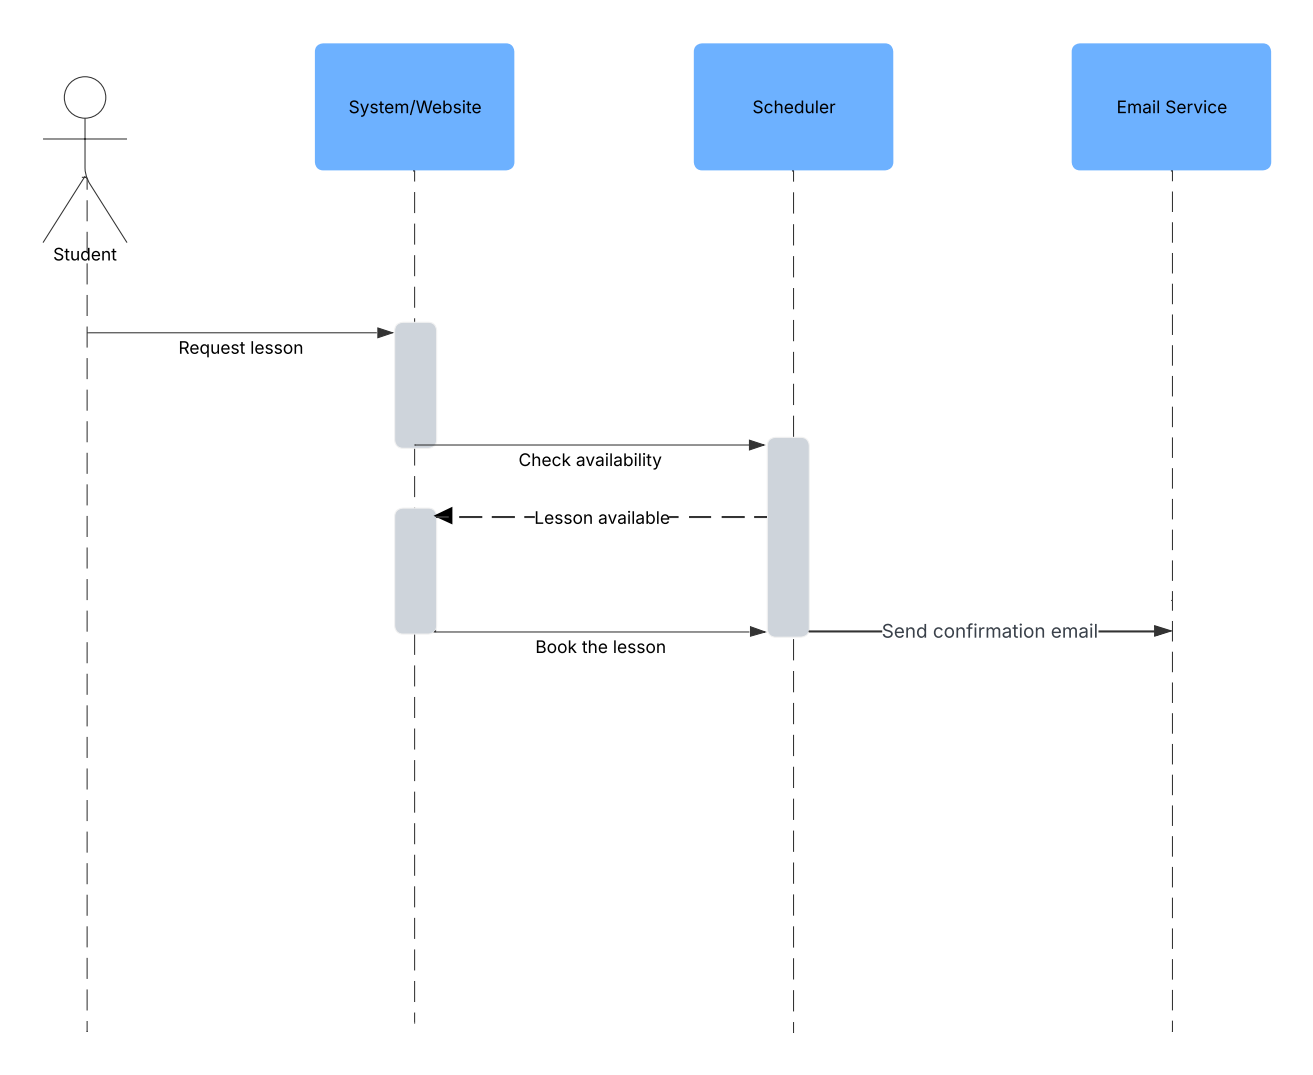 System/Website
Scheduler
Email Service
Student
Request lesson
Check availability
Lesson available
Book the lesson
Send confirmation email